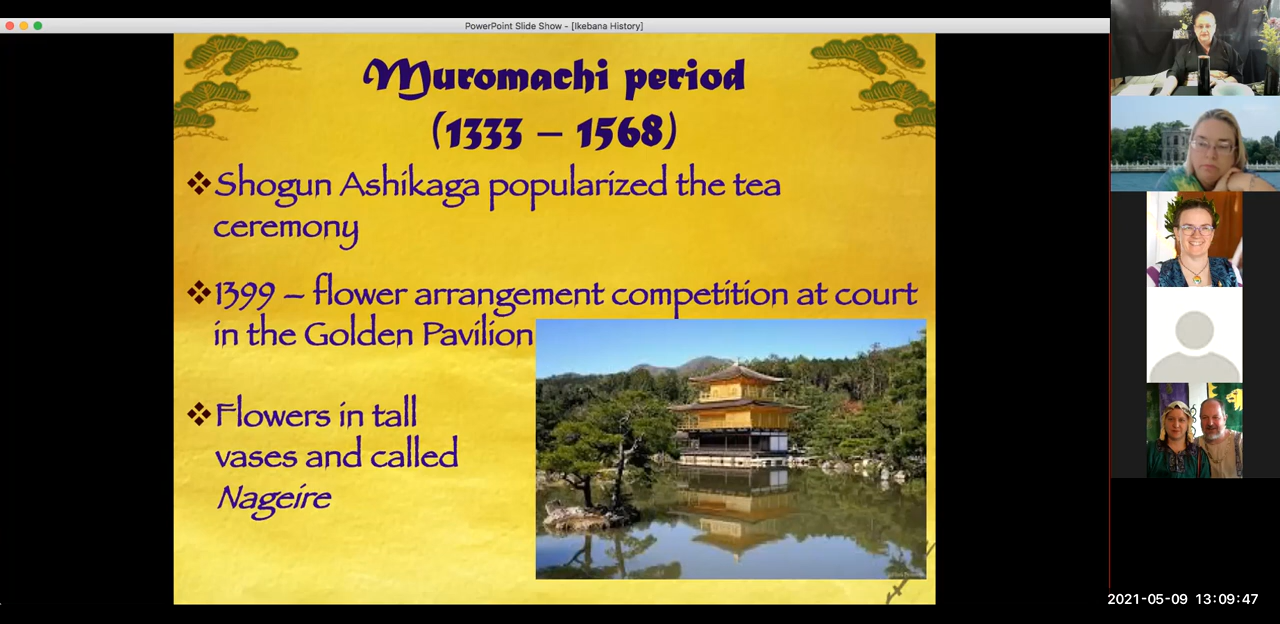 PowerPoint Slide Show - [Ikebana History]
Muromachi period
(1333 – 1568)
❖Shogun Ashikaga popularized the tea
ceremony
❖1399 – flower arrangement competition at court
in the Golden Pavilion
❖Flowers in tall
vases and called
Nageire
2021-05-09 13:09:47